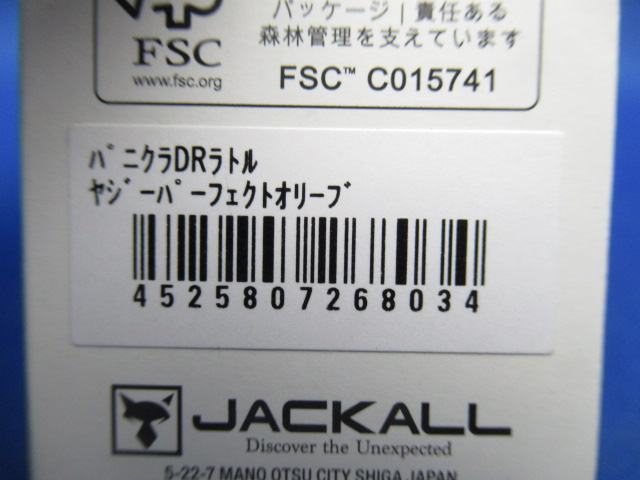 FSC
www.fsc.org
パッケージ | 責任ある
森林管理を支えています
FSC™ C015741
ﾊﾟﾆｸﾗDRﾗﾄﾙ
ﾔｼﾞｰﾊﾟｰﾌｪｸﾄｵﾘｰﾌﾞ
4525807268034
JACKALL
Discover the Unexpected
5-22-7 MANO OTSU CITY SHIGA JAPAN